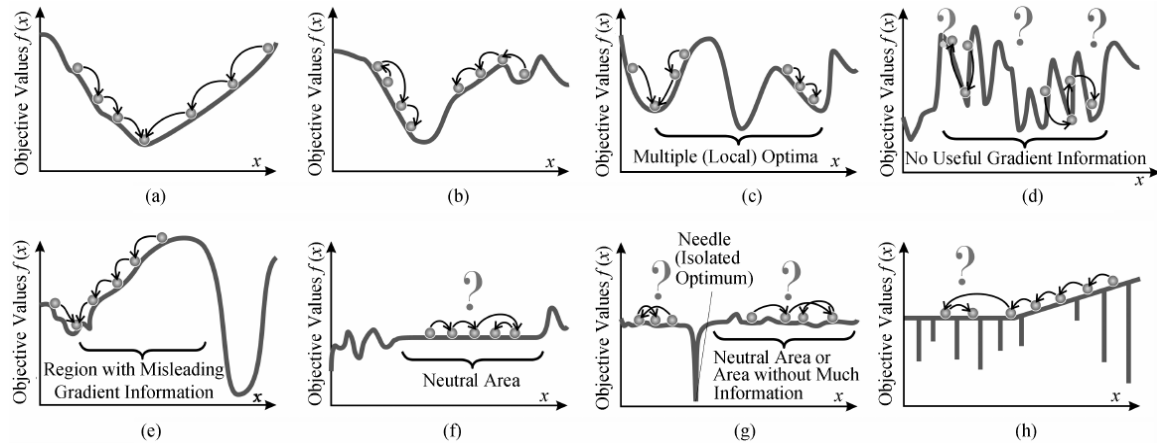 Objective Values f (x)
x
(a)
Objective Values f (x)
x
(b)
Objective Values f (x)
Multiple (Local) Optima
x
(c)
Objective Values f (x)
? ? ?
No Useful Gradient Information
x
(d)
Objective Values f (x)
Region with Misleading
Gradient Information
x
(e)
Objective Values f (x)
?
Neutral Area
x
(f)
Objective Values f (x)
Needle
(Isolated
Optimum)
? ?
Neutral Area or
Area without Much
Information
x
(g)
Objective Values f (x)
?
x
(h)